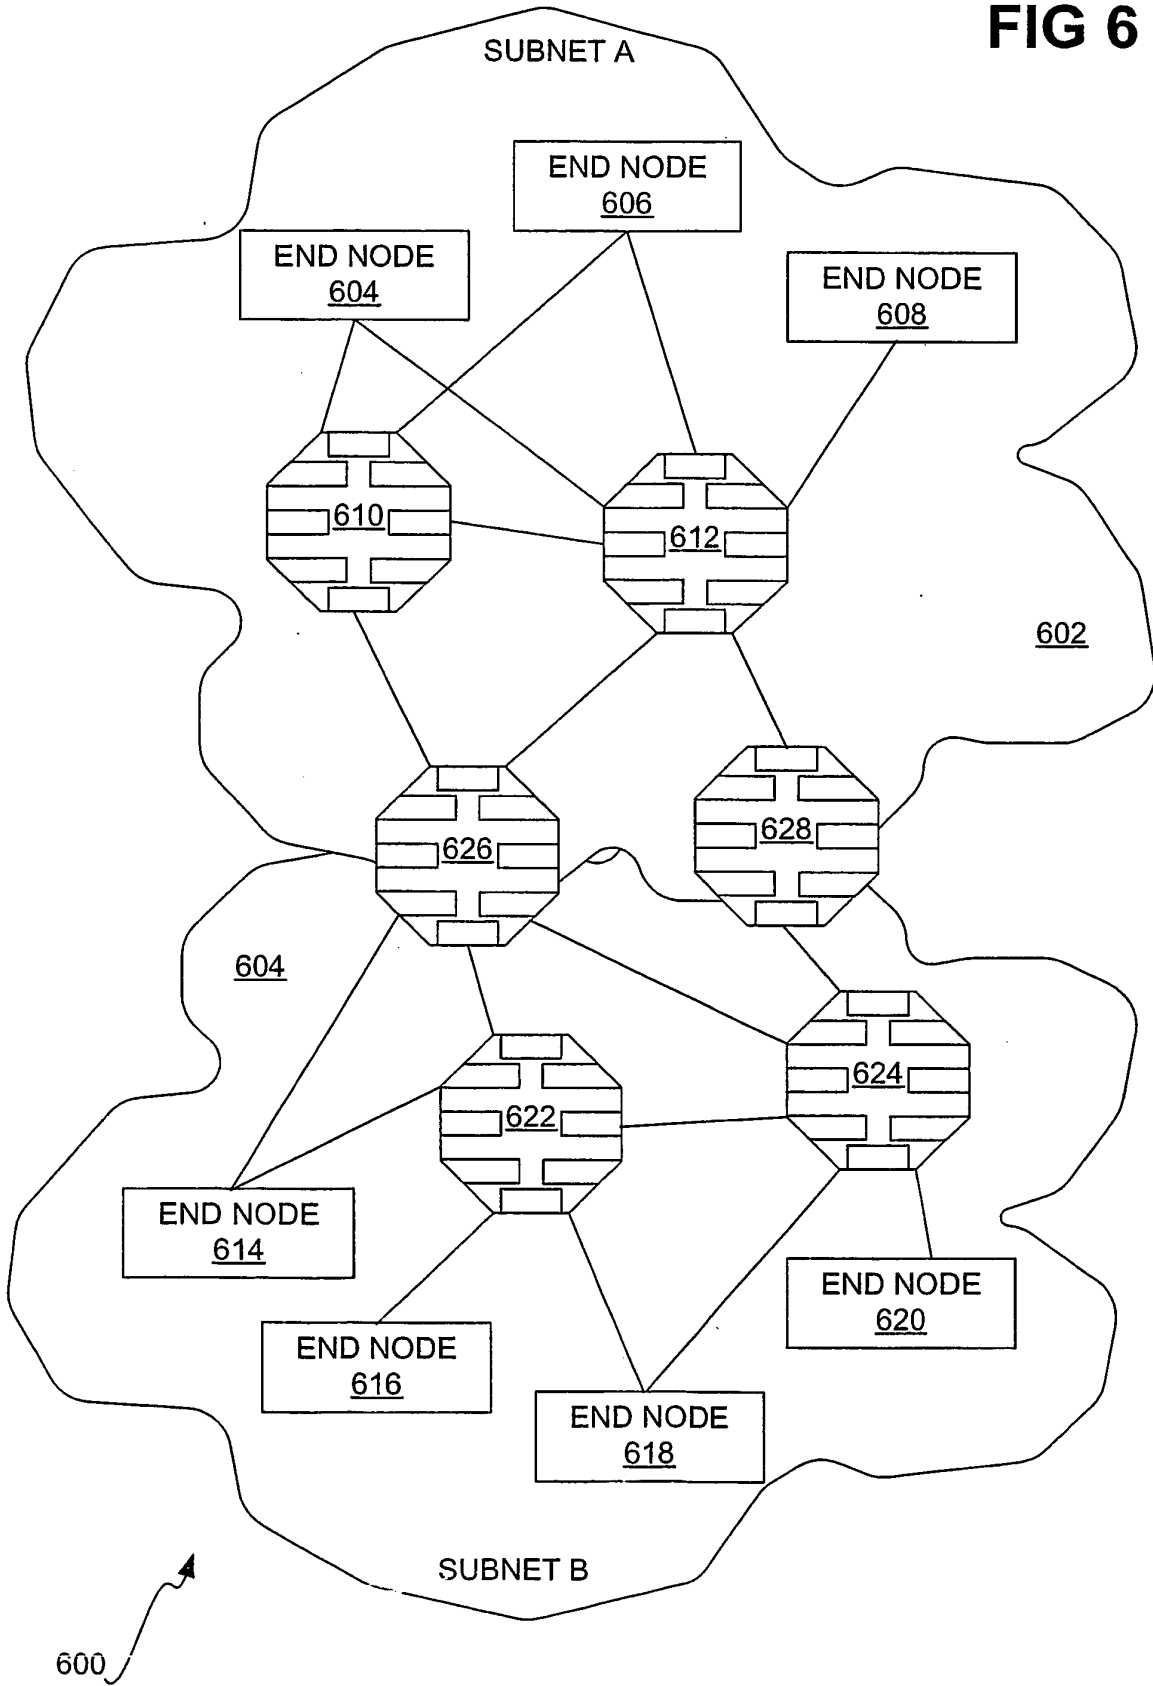 FIG 6
SUBNET A
END NODE
606
END NODE
604
END NODE
608
610
612
602
628
626
604
624
622
END NODE
614
END NODE
620
END NODE
616
END NODE
618
SUBNET B
600